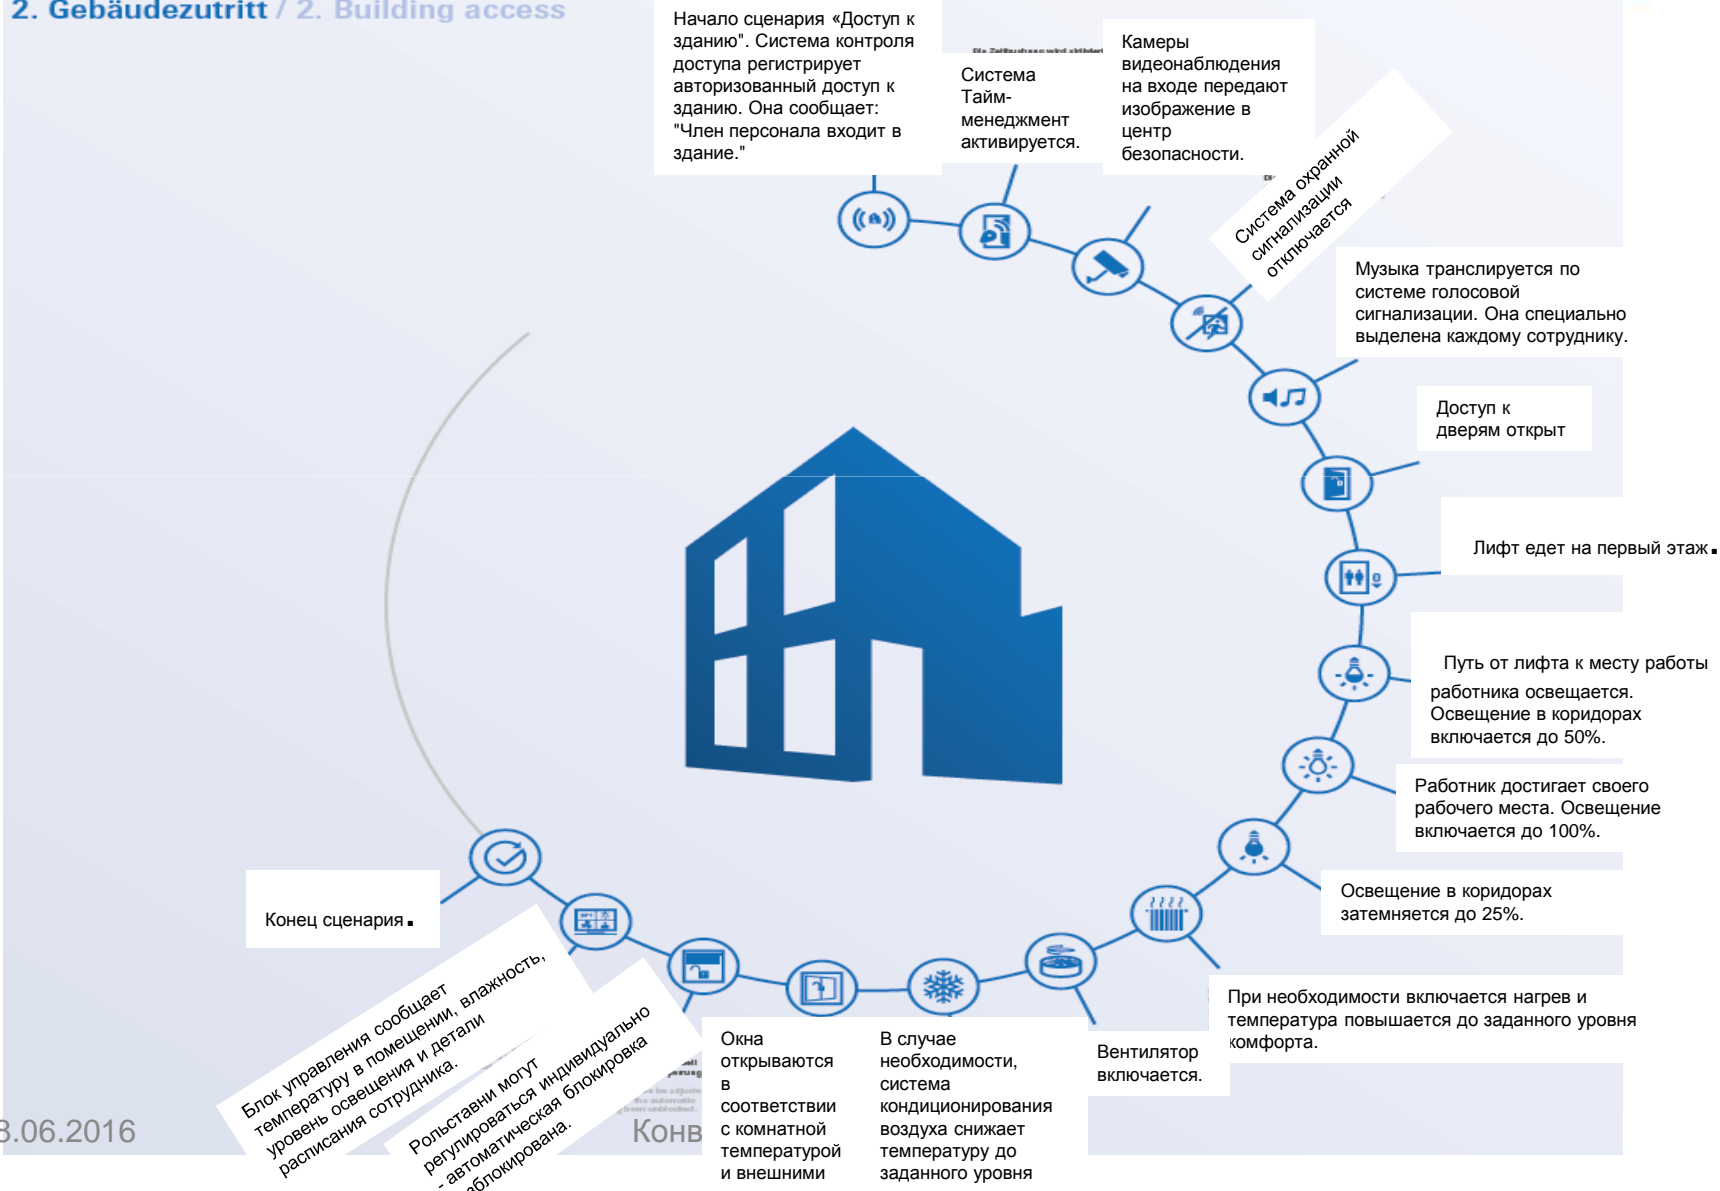 2. Gebäudezutritt / 2. Building access
Начало сценария «Доступ к
зданию". Система контроля
доступа регистрирует
авторизованный доступ к
зданию. Она сообщает:
"Член персонала входит в
здание."
Система
Тайм-
менеджмент
активируется.
Камеры
видеонаблюдения
на входе передают
изображение в
центр
безопасности.
Система охранной
сигнализации
отключается
Музыка транслируется по
системе голосовой
сигнализации. Она специально
выделена каждому сотруднику.
Доступ к
дверям открыт
Лифт едет на первый этаж.
Путь от лифта к месту работы
работника освещается.
Освещение в коридорах
включается до 50%.
Работник достигает своего
рабочего места. Освещение
включается до 100%.
Освещение в коридорах
затемняется до 25%.
При необходимости включается нагрев и
температура повышается до заданного уровня
комфорта.
Вентилятор
включается.
В случае
необходимости,
система
кондиционирования
воздуха снижает
температуру до
заданного уровня
Окна
открываются
в
соответствии
с комнатной
температурой
и внешними
Рольставни могут
регулироваться индивидуально
- автоматическая блокировка
зблокирована.
Блок управления сообщает
температуру в помещении, влажность,
уровень освещения и детали
расписания сотрудника.
Конец сценария.
8.06.2016
Конв